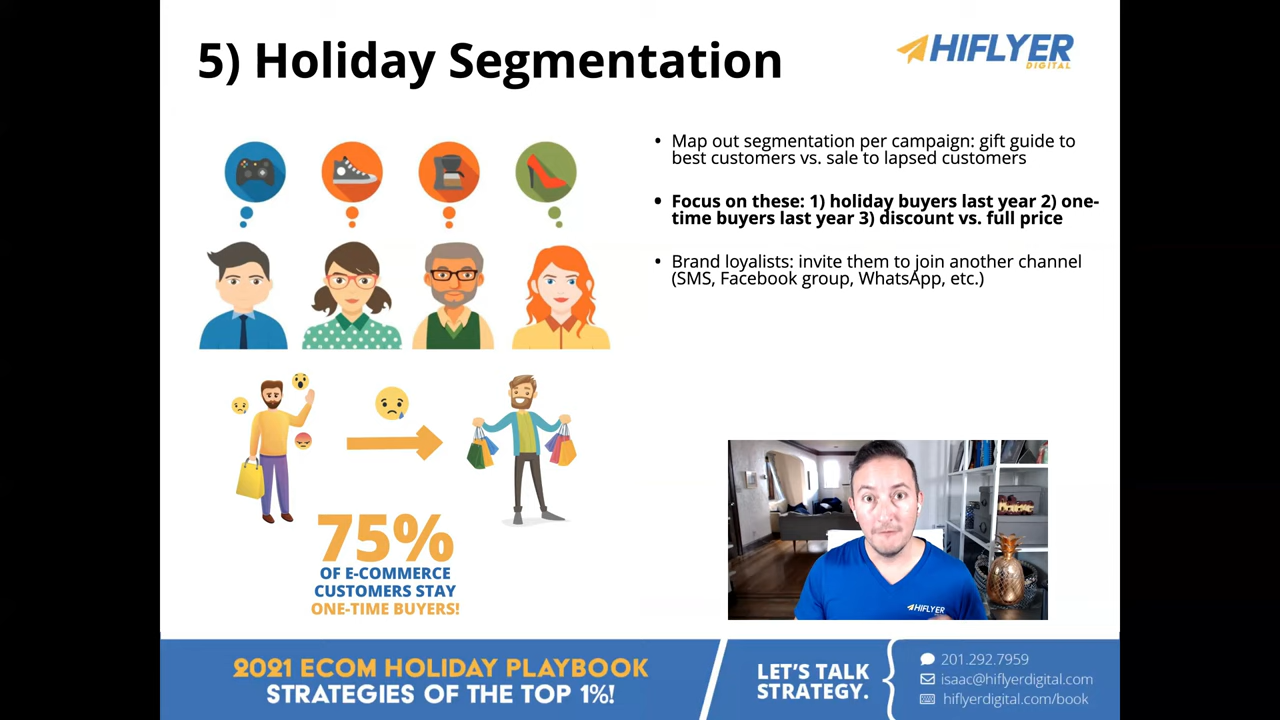 5) Holiday Segmentation
HIFLYER
DIGITAL
• Map out segmentation per campaign: gift guide to
best customers vs. sale to lapsed customers
• Focus on these: 1) holiday buyers last year 2) one-
time buyers last year 3) discount vs. full price
• Brand loyalists: invite them to join another channel
(SMS, Facebook group, WhatsApp, etc.)
75%
OF E-COMMERCE
CUSTOMERS STAY
ONE-TIME BUYERS!
HIFLYER
2021 ECOM HOLIDAY PLAYBOOK
STRATEGIES OF THE TOP 1%!
LET'S TALK
STRATEGY.
201.292.7959
isaac@hiflyerdigital.com
hiflyerdigital.com/book